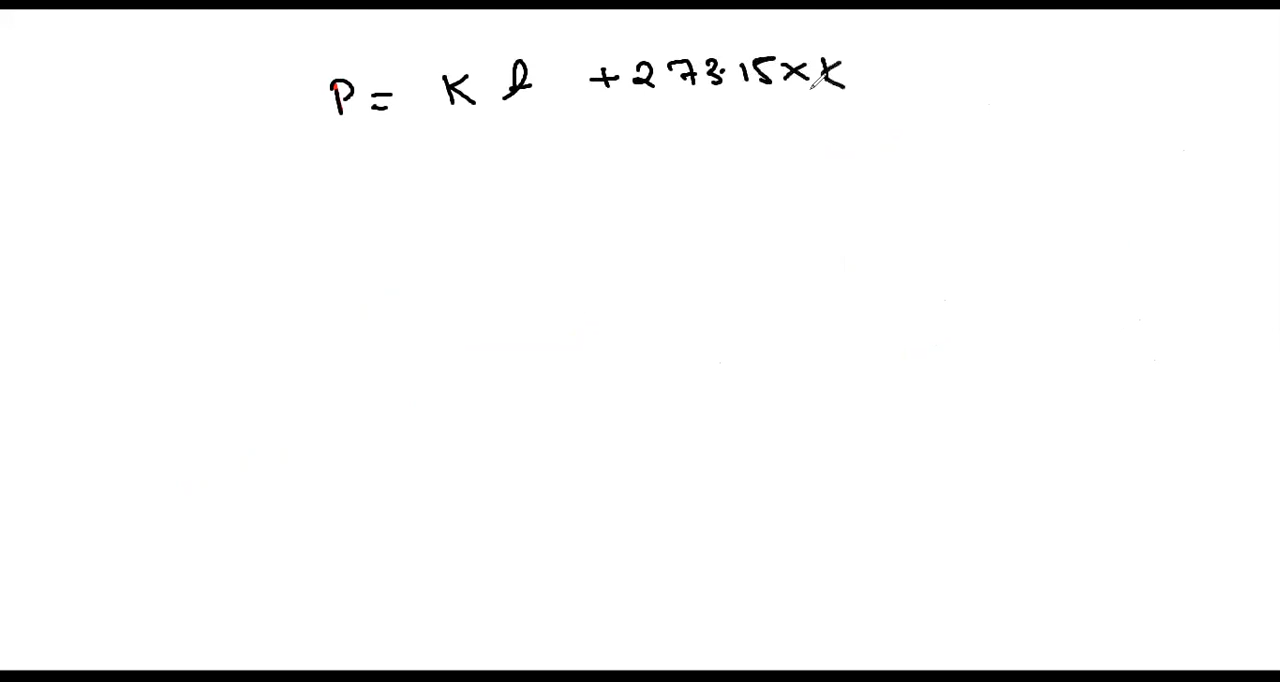 P = K l + 273.15 × K